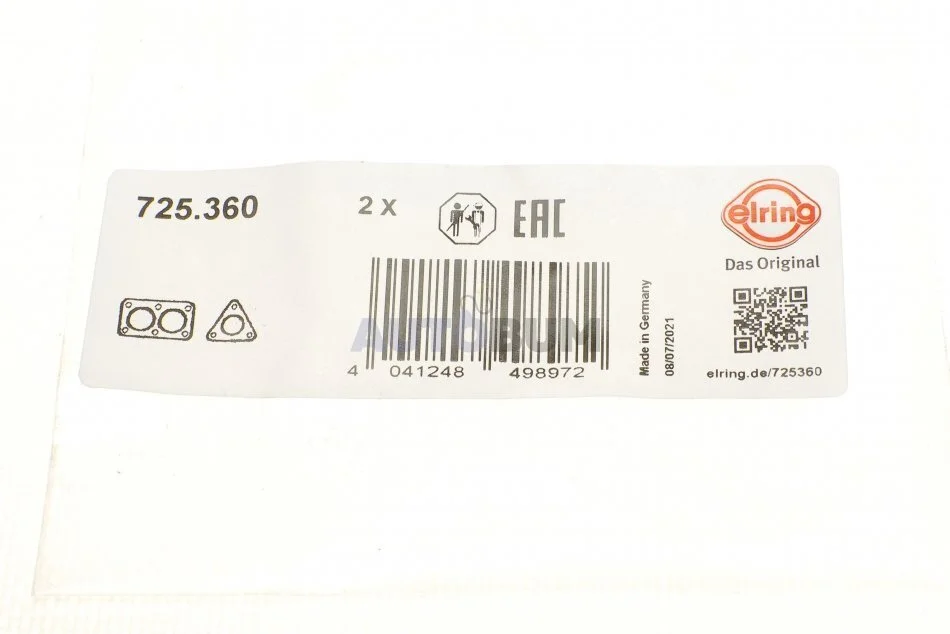 725.360
2 X
EAC
elring
Das Original
AUTOBUM
4 041248 498972
Made in Germany
08/07/2021
elring.de/725360